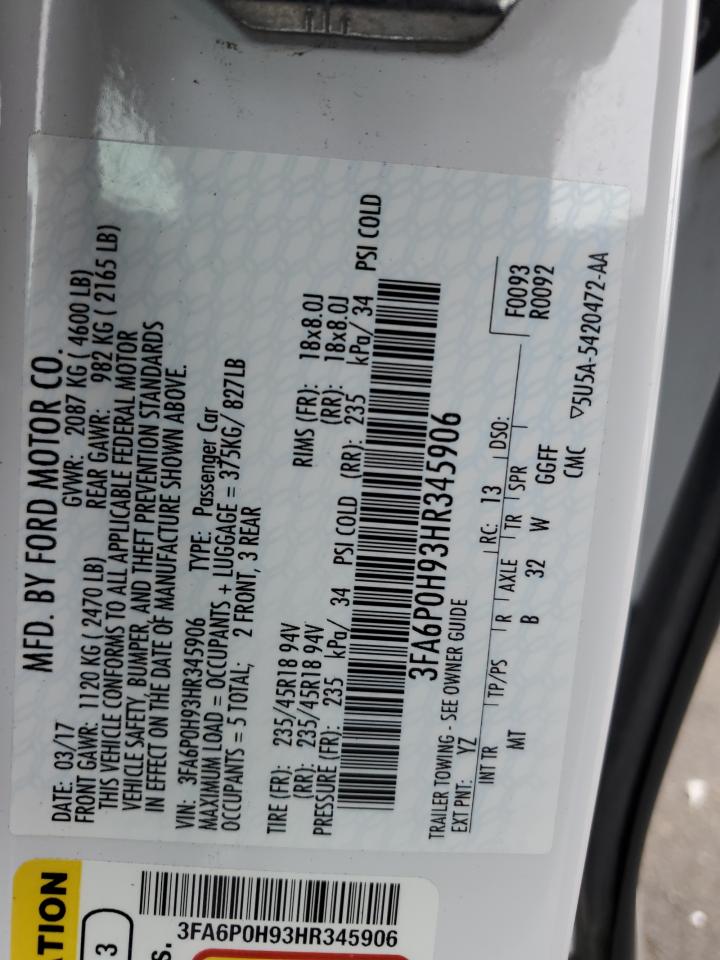 MFD. BY FORD MOTOR CO.
DATE: 03/17 GVWR: 2087 KG ( 4600 LB)
FRONT GAWR: 1120 KG ( 2470 LB) REAR GAWR: 982 KG ( 2165 LB)
THIS VEHICLE CONFORMS TO ALL APPLICABLE FEDERAL MOTOR
VEHICLE SAFETY, BUMPER, AND THEFT PREVENTION STANDARDS
IN EFFECT ON THE DATE OF MANUFACTURE SHOWN ABOVE.
VIN: 3FA6P0H93HR345906 TYPE: Passenger Car
MAXIMUM LOAD = OCCUPANTS + LUGGAGE = 375KG/ 827LB
OCCUPANTS = 5 TOTAL; 2 FRONT, 3 REAR
TIRE (FR): 235/45R18 94V RIMS (FR): 18x8.0J
(RR): 235/45R18 94V (RR): 18x8.0J
PRESSURE (FR): 235 kPa/ 34 PSI COLD (RR): 235 kPa/ 34 PSI COLD
3FA6P0H93HR345906
TRAILER TOWING - SEE OWNER GUIDE
EXT PNT: YZ RC: 13 DSO: F0093
R0092
INT TR TP/PS R AXLE TR SPR
MT B 32 W GGFF
CMC ▽5U5A-5420472-AA
ATION
3
S.
3FA6P0H93HR345906